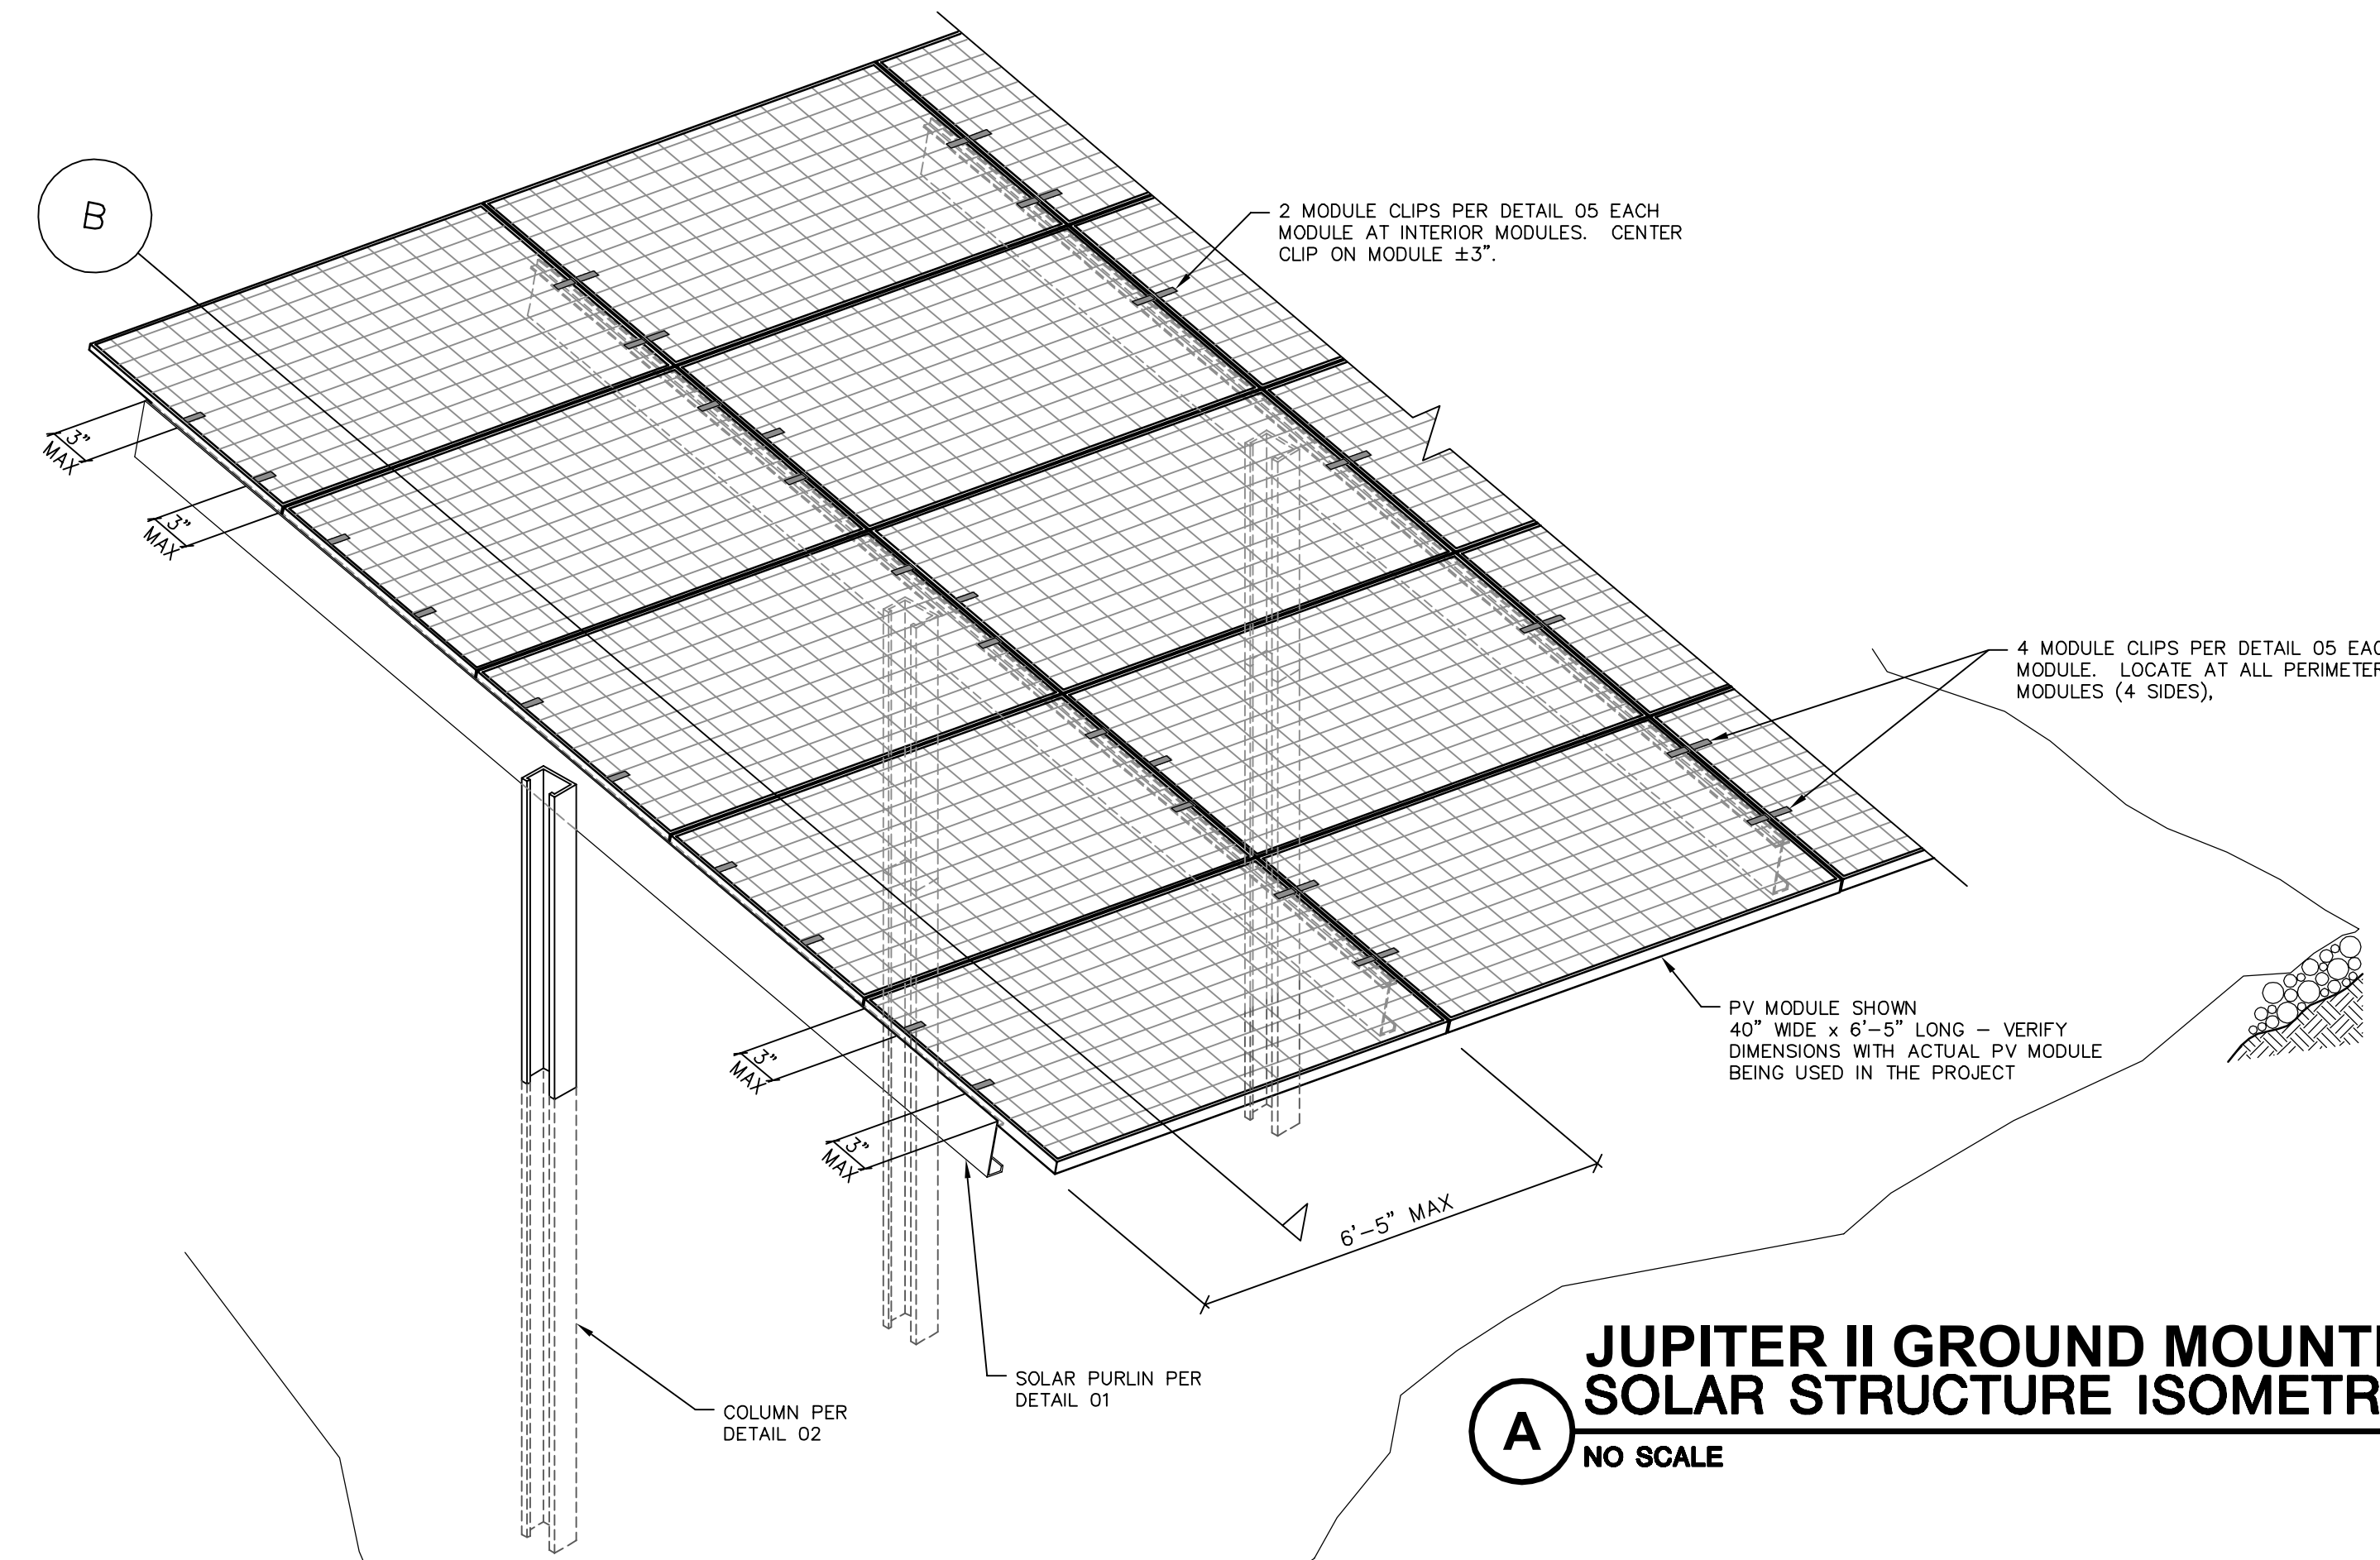 B
2 MODULE CLIPS PER DETAIL 05 EACH
MODULE AT INTERIOR MODULES. CENTER
CLIP ON MODULE ±3".
3"
MAX
3"
MAX
4 MODULE CLIPS PER DETAIL 05 EAC
MODULE. LOCATE AT ALL PERIMETER
MODULES (4 SIDES),
PV MODULE SHOWN
40" WIDE x 6'-5" LONG – VERIFY
DIMENSIONS WITH ACTUAL PV MODULE
BEING USED IN THE PROJECT
3"
MAX
3"
MAX
6'-5" MAX
SOLAR PURLIN PER
DETAIL 01
COLUMN PER
DETAIL 02
A
JUPITER II GROUND MOUNT
SOLAR STRUCTURE ISOMETR
NO SCALE